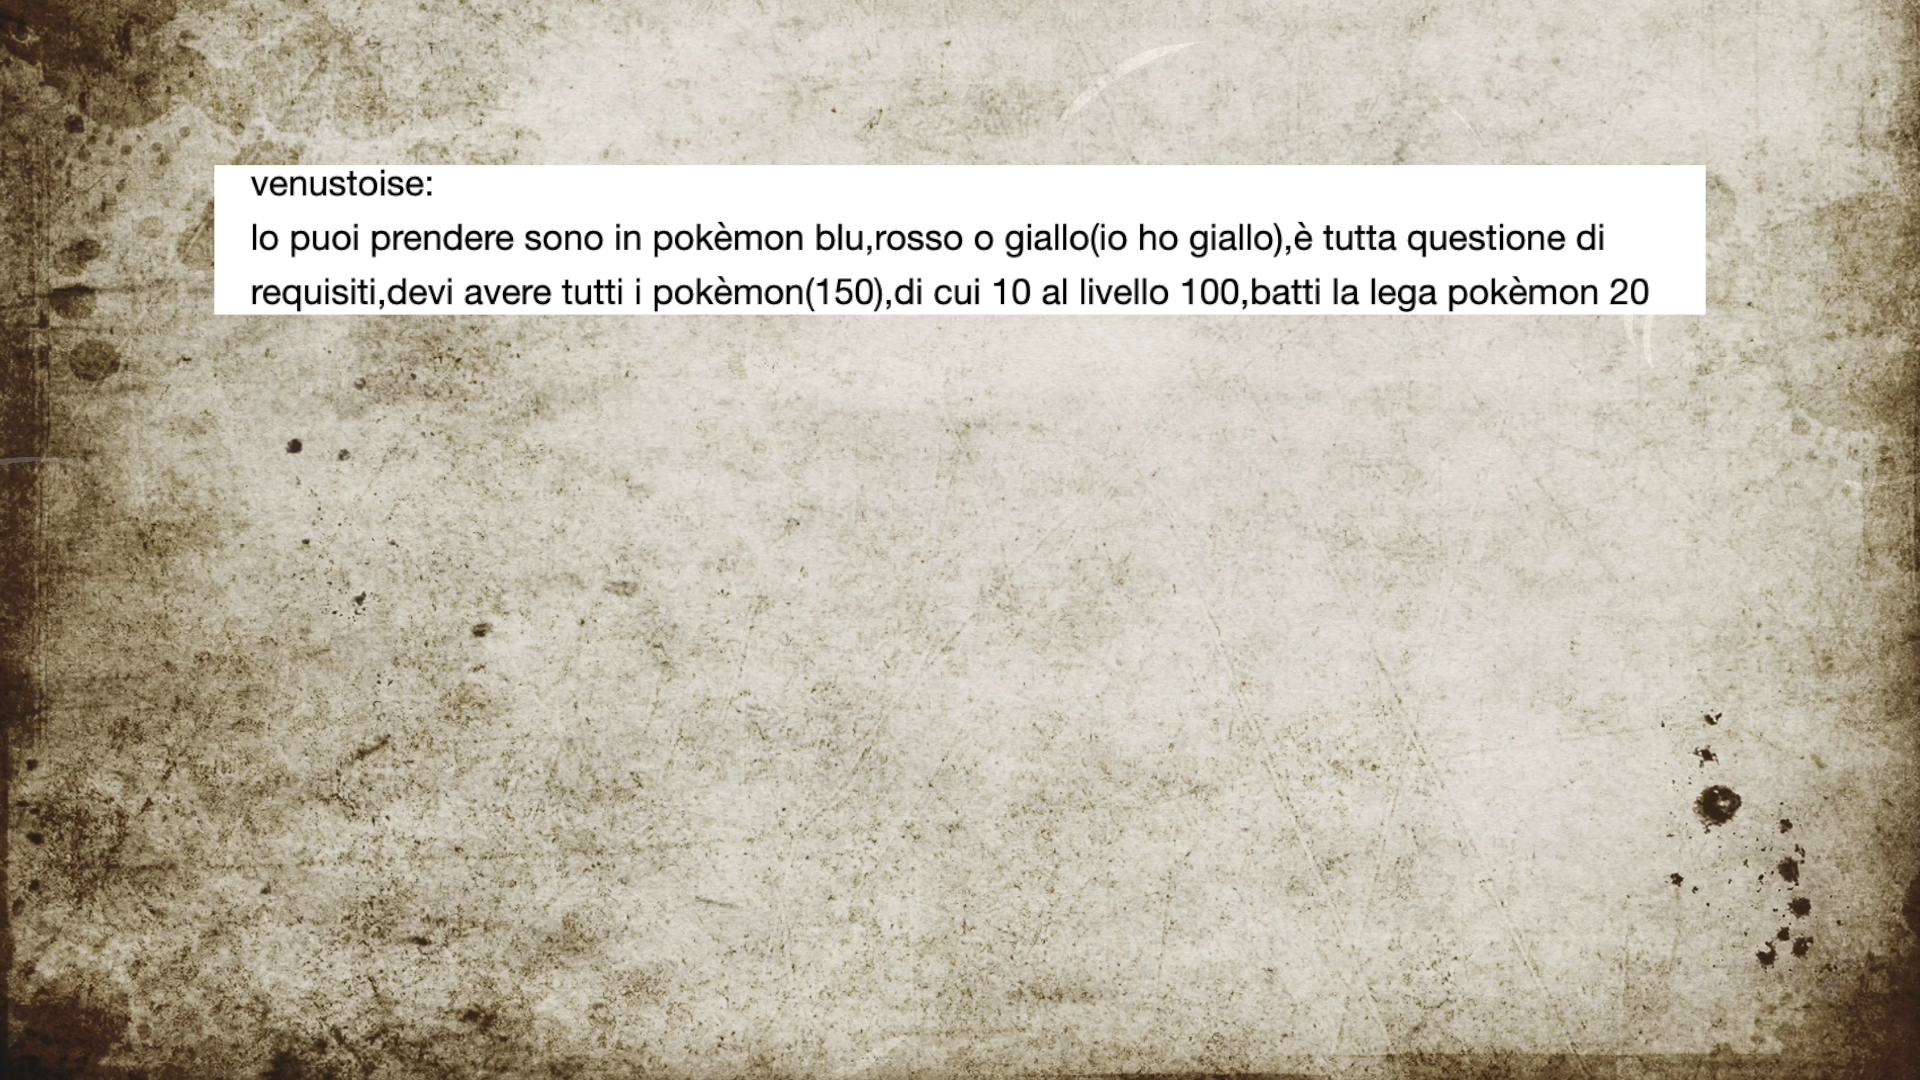 venustoise:
lo puoi prendere sono in pokèmon blu,rosso o giallo(io ho giallo),è tutta questione di
requisiti,devi avere tutti i pokèmon(150),di cui 10 al livello 100,batti la lega pokèmon 20